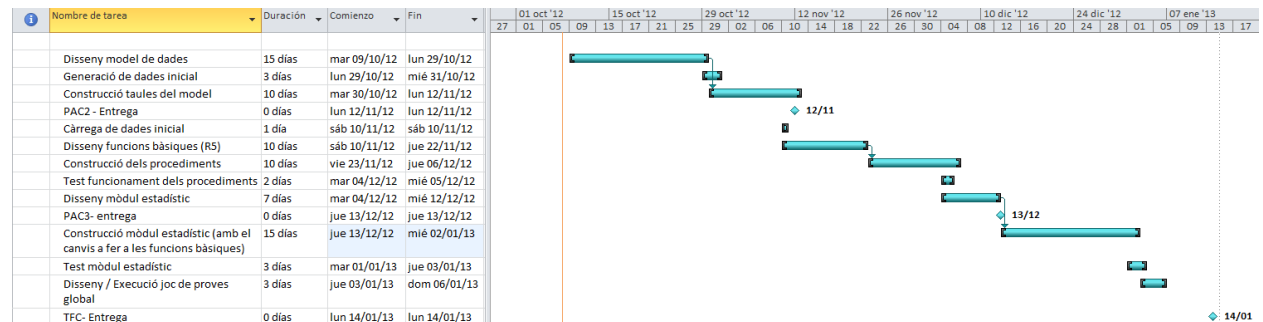 Nombre de tarea Duración Comienzo Fin
01 oct '12 15 oct '12 29 oct '12 12 nov '12 26 nov '12 10 dic '12 24 dic '12 07 ene '13
27 01 05 09 13 17 21 25 29 02 06 10 14 18 22 26 30 04 08 12 16 20 24 28 01 05 09 13 17
Disseny model de dades 15 días mar 09/10/12 lun 29/10/12
Generació de dades inicial 3 días lun 29/10/12 mié 31/10/12
Construcció taules del model 10 días mar 30/10/12 lun 12/11/12
PAC2 - Entrega 0 días lun 12/11/12 lun 12/11/12 12/11
Càrrega de dades inicial 1 día sáb 10/11/12 sáb 10/11/12
Disseny funcions bàsiques (R5) 10 días sáb 10/11/12 jue 22/11/12
Construcció dels procediments 10 días vie 23/11/12 jue 06/12/12
Test funcionament dels procediments 2 días mar 04/12/12 mié 05/12/12
Disseny mòdul estadístic 7 días mar 04/12/12 mié 12/12/12
PAC3- entrega 0 días jue 13/12/12 jue 13/12/12 13/12
Construcció mòdul estadístic (amb el 15 días jue 13/12/12 mié 02/01/13
canvis a fer a les funcions bàsiques)
Test mòdul estadístic 3 días mar 01/01/13 jue 03/01/13
Disseny / Execució joc de proves 3 días jue 03/01/13 dom 06/01/13
global
TFC- Entrega 0 días lun 14/01/13 lun 14/01/13 14/01